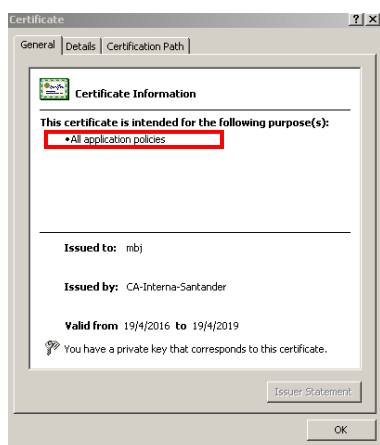 Certificate
General Details Certification Path
Certificate Information
This certificate is intended for the following purpose(s):
•All application policies
Issued to: mbj
Issued by: CA-Interna-Santander
Valid from 19/4/2016 to 19/4/2019
You have a private key that corresponds to this certificate.
Issuer Statement
OK